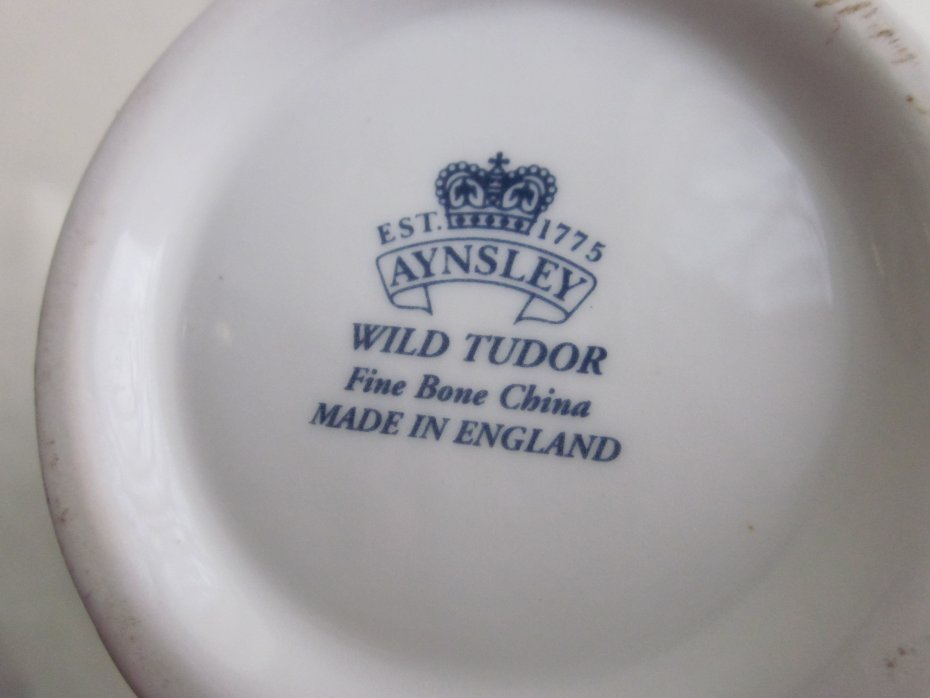 EST. 1775
AYNSLEY
WILD TUDOR
Fine Bone China
MADE IN ENGLAND